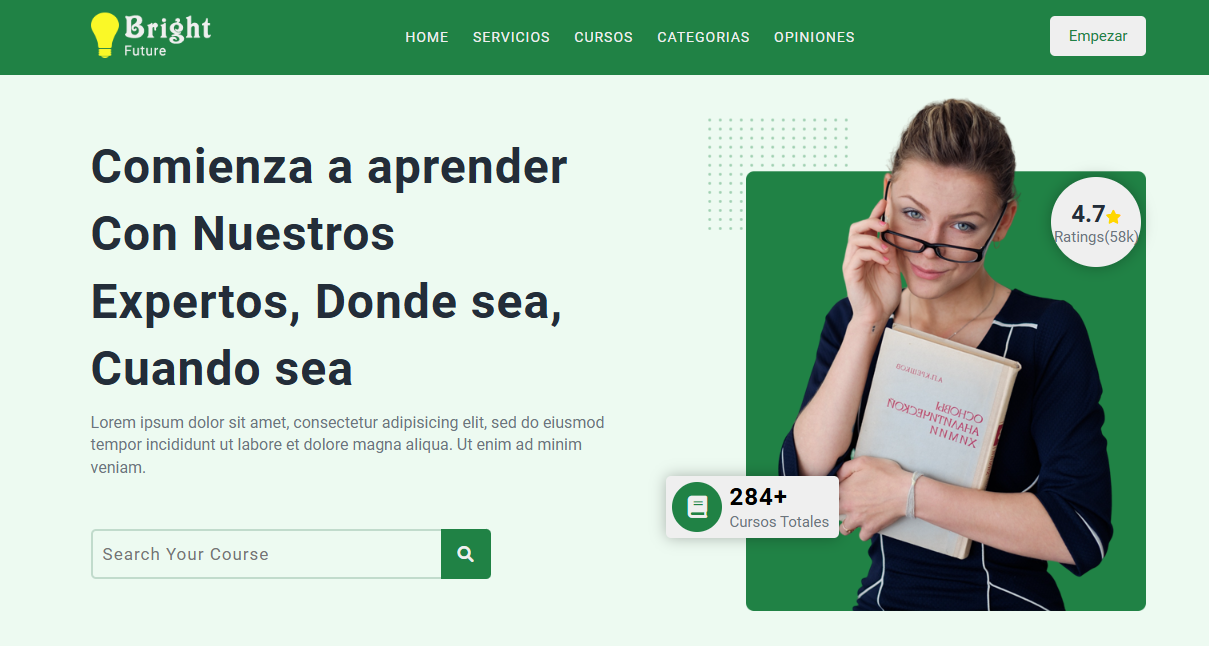 Bright
Future
HOME SERVICIOS CURSOS CATEGORIAS OPINIONES
Empezar
Comienza a aprender
Con Nuestros
Expertos, Donde sea,
Cuando sea
Lorem ipsum dolor sit amet, consectetur adipisicing elit, sed do eiusmod
tempor incididunt ut labore et dolore magna aliqua. Ut enim ad minim
veniam.
Search Your Course
4.7
Ratings(58k)
А.П.КРЕШКОВ
ОСНОВЫ
АНАЛИТИЧЕСКОЙ
ХИМИИ
284+
Cursos Totales